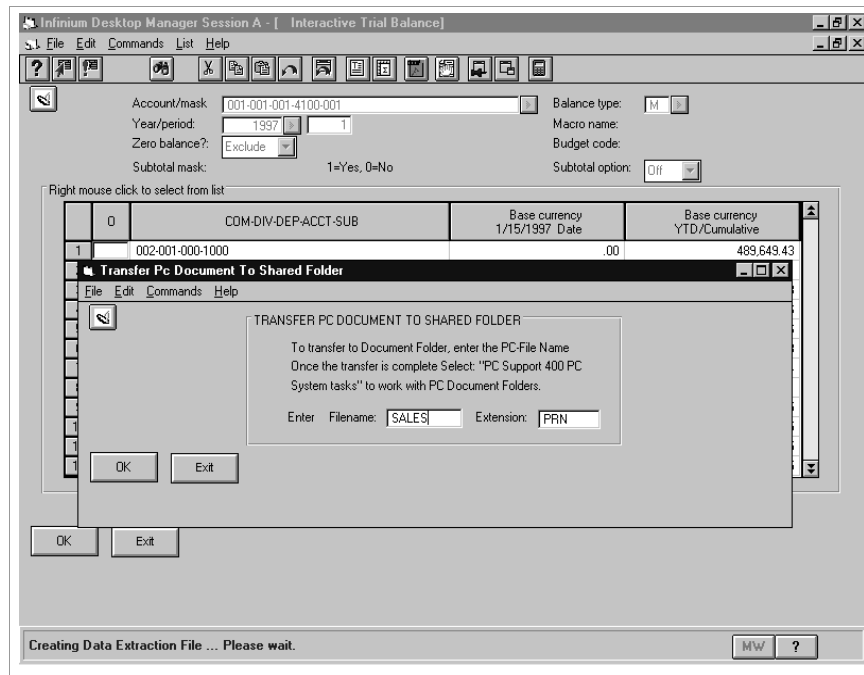 Infinium Desktop Manager Session A - [ Interactive Trial Balance]
File Edit Commands List Help
Account/mask 001-001-001-4100-001 Balance type: M
Year/period: 1997 1 Macro name:
Zero balance?: Exclude Budget code:
Subtotal mask: 1=Yes, 0=No Subtotal option: Off
Right mouse click to select from list
O COM-DIV-DEP-ACCT-SUB Base currency 1/15/1997 Date Base currency YTD/Cumulative
1 002-001-000-1000 .00 489,649.43
Transfer Pc Document To Shared Folder
File Edit Commands Help
TRANSFER PC DOCUMENT TO SHARED FOLDER
To transfer to Document Folder, enter the PC-File Name
Once the transfer is complete Select: "PC Support 400 PC
System tasks" to work with PC Document Folders.
Enter Filename: SALES Extension: PRN
OK Exit
OK Exit
Creating Data Extraction File ... Please wait. MW ?